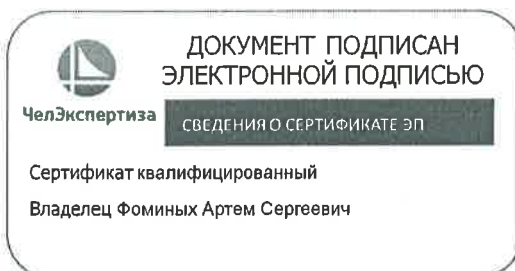 ДОКУМЕНТ ПОДПИСАН
ЭЛЕКТРОННОЙ ПОДПИСЬЮ
ЧелЭкспертиза
СВЕДЕНИЯ О СЕРТИФИКАТЕ ЭП
Сертификат квалифицированный
Владелец Фоминых Артем Сергеевич